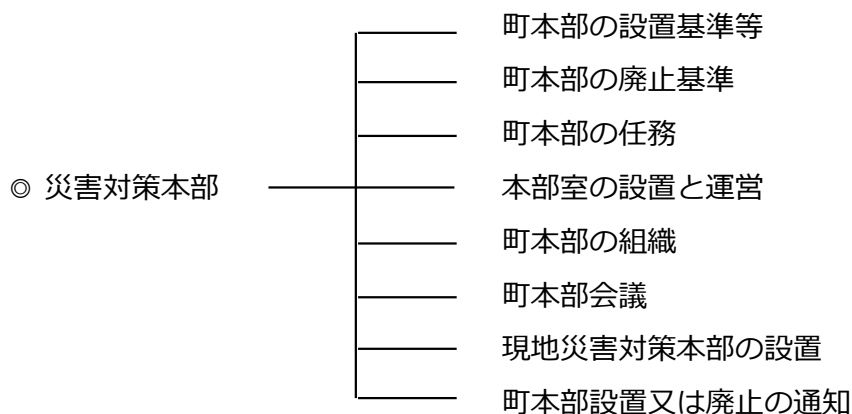 町本部の設置基準等
町本部の廃止基準
町本部の任務
◎ 災害対策本部
本部室の設置と運営
町本部の組織
町本部会議
現地災害対策本部の設置
町本部設置又は廃止の通知